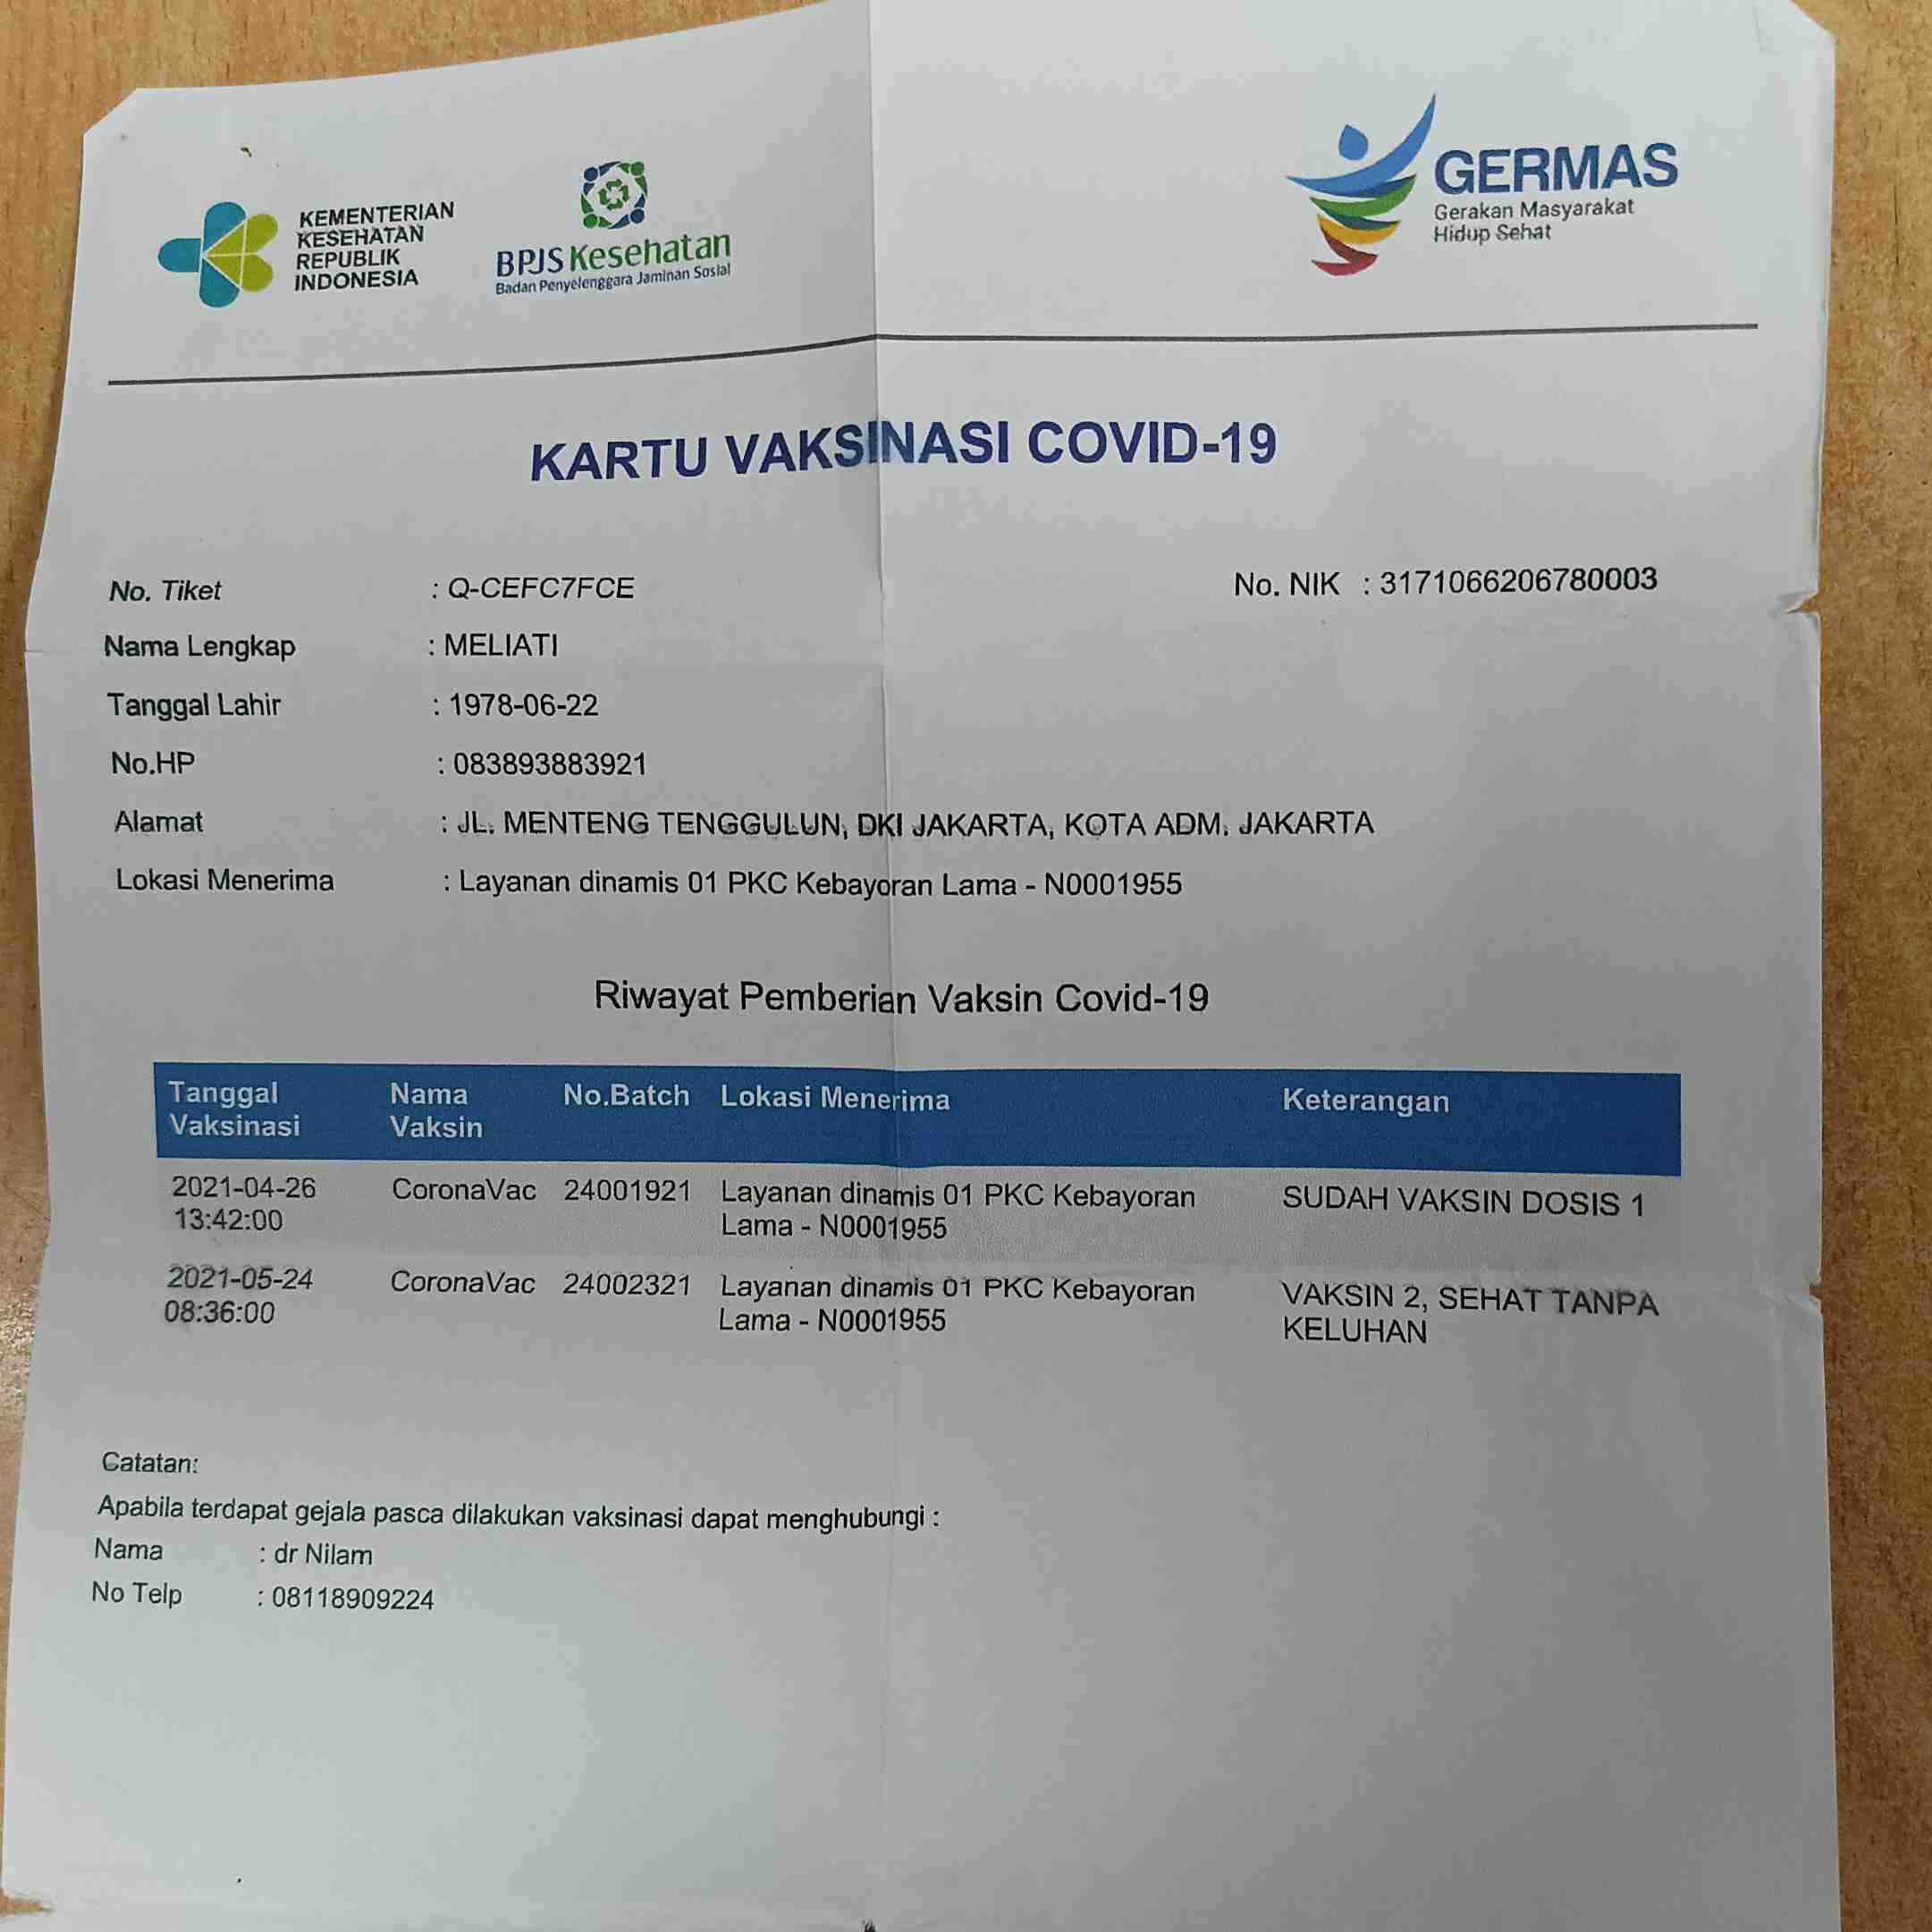 KEMENTERIAN
KESEHATAN
REPUBLIK
INDONESIA
BPJS Kesehatan
Badan Penyelenggara Jaminan Sosial
GERMAS
Gerakan Masyarakat
Hidup Sehat
KARTU VAKSINASI COVID-19
No. Tiket : Q-CEFC7FCE No. NIK : 3171066206780003
Nama Lengkap : MELIATI
Tanggal Lahir : 1978-06-22
No.HP : 083893883921
Alamat : JL. MENTENG TENGGULUN, DKI JAKARTA, KOTA ADM. JAKARTA
Lokasi Menerima : Layanan dinamis 01 PKC Kebayoran Lama - N0001955
Riwayat Pemberian Vaksin Covid-19
Tanggal Nama No.Batch Lokasi Menerima Keterangan
Vaksinasi Vaksin
2021-04-26 CoronaVac 24001921 Layanan dinamis 01 PKC Kebayoran SUDAH VAKSIN DOSIS 1
13:42:00 Lama - N0001955
2021-05-24 CoronaVac 24002321 Layanan dinamis 01 PKC Kebayoran VAKSIN 2, SEHAT TANPA
08:36:00 Lama - N0001955 KELUHAN
Catatan:
Apabila terdapat gejala pasca dilakukan vaksinasi dapat menghubungi :
Nama : dr Nilam
No Telp : 08118909224